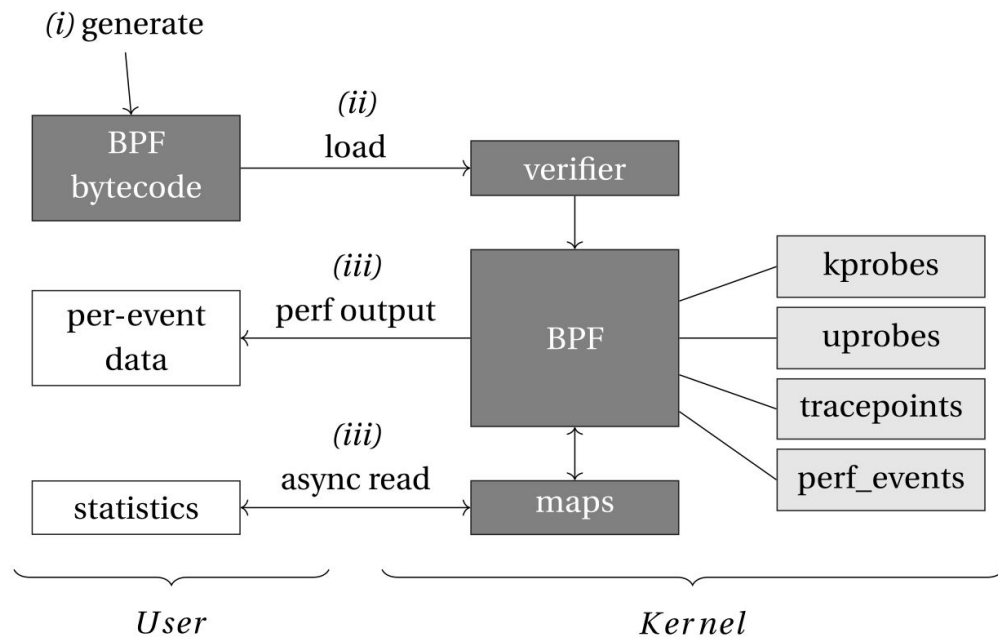 (i) generate
BPF
bytecode
(ii)
load
verifier
(iii)
perf output
per-event
data
BPF
kprobes
uprobes
tracepoints
perf_events
(iii)
async read
statistics
maps
User
Kernel